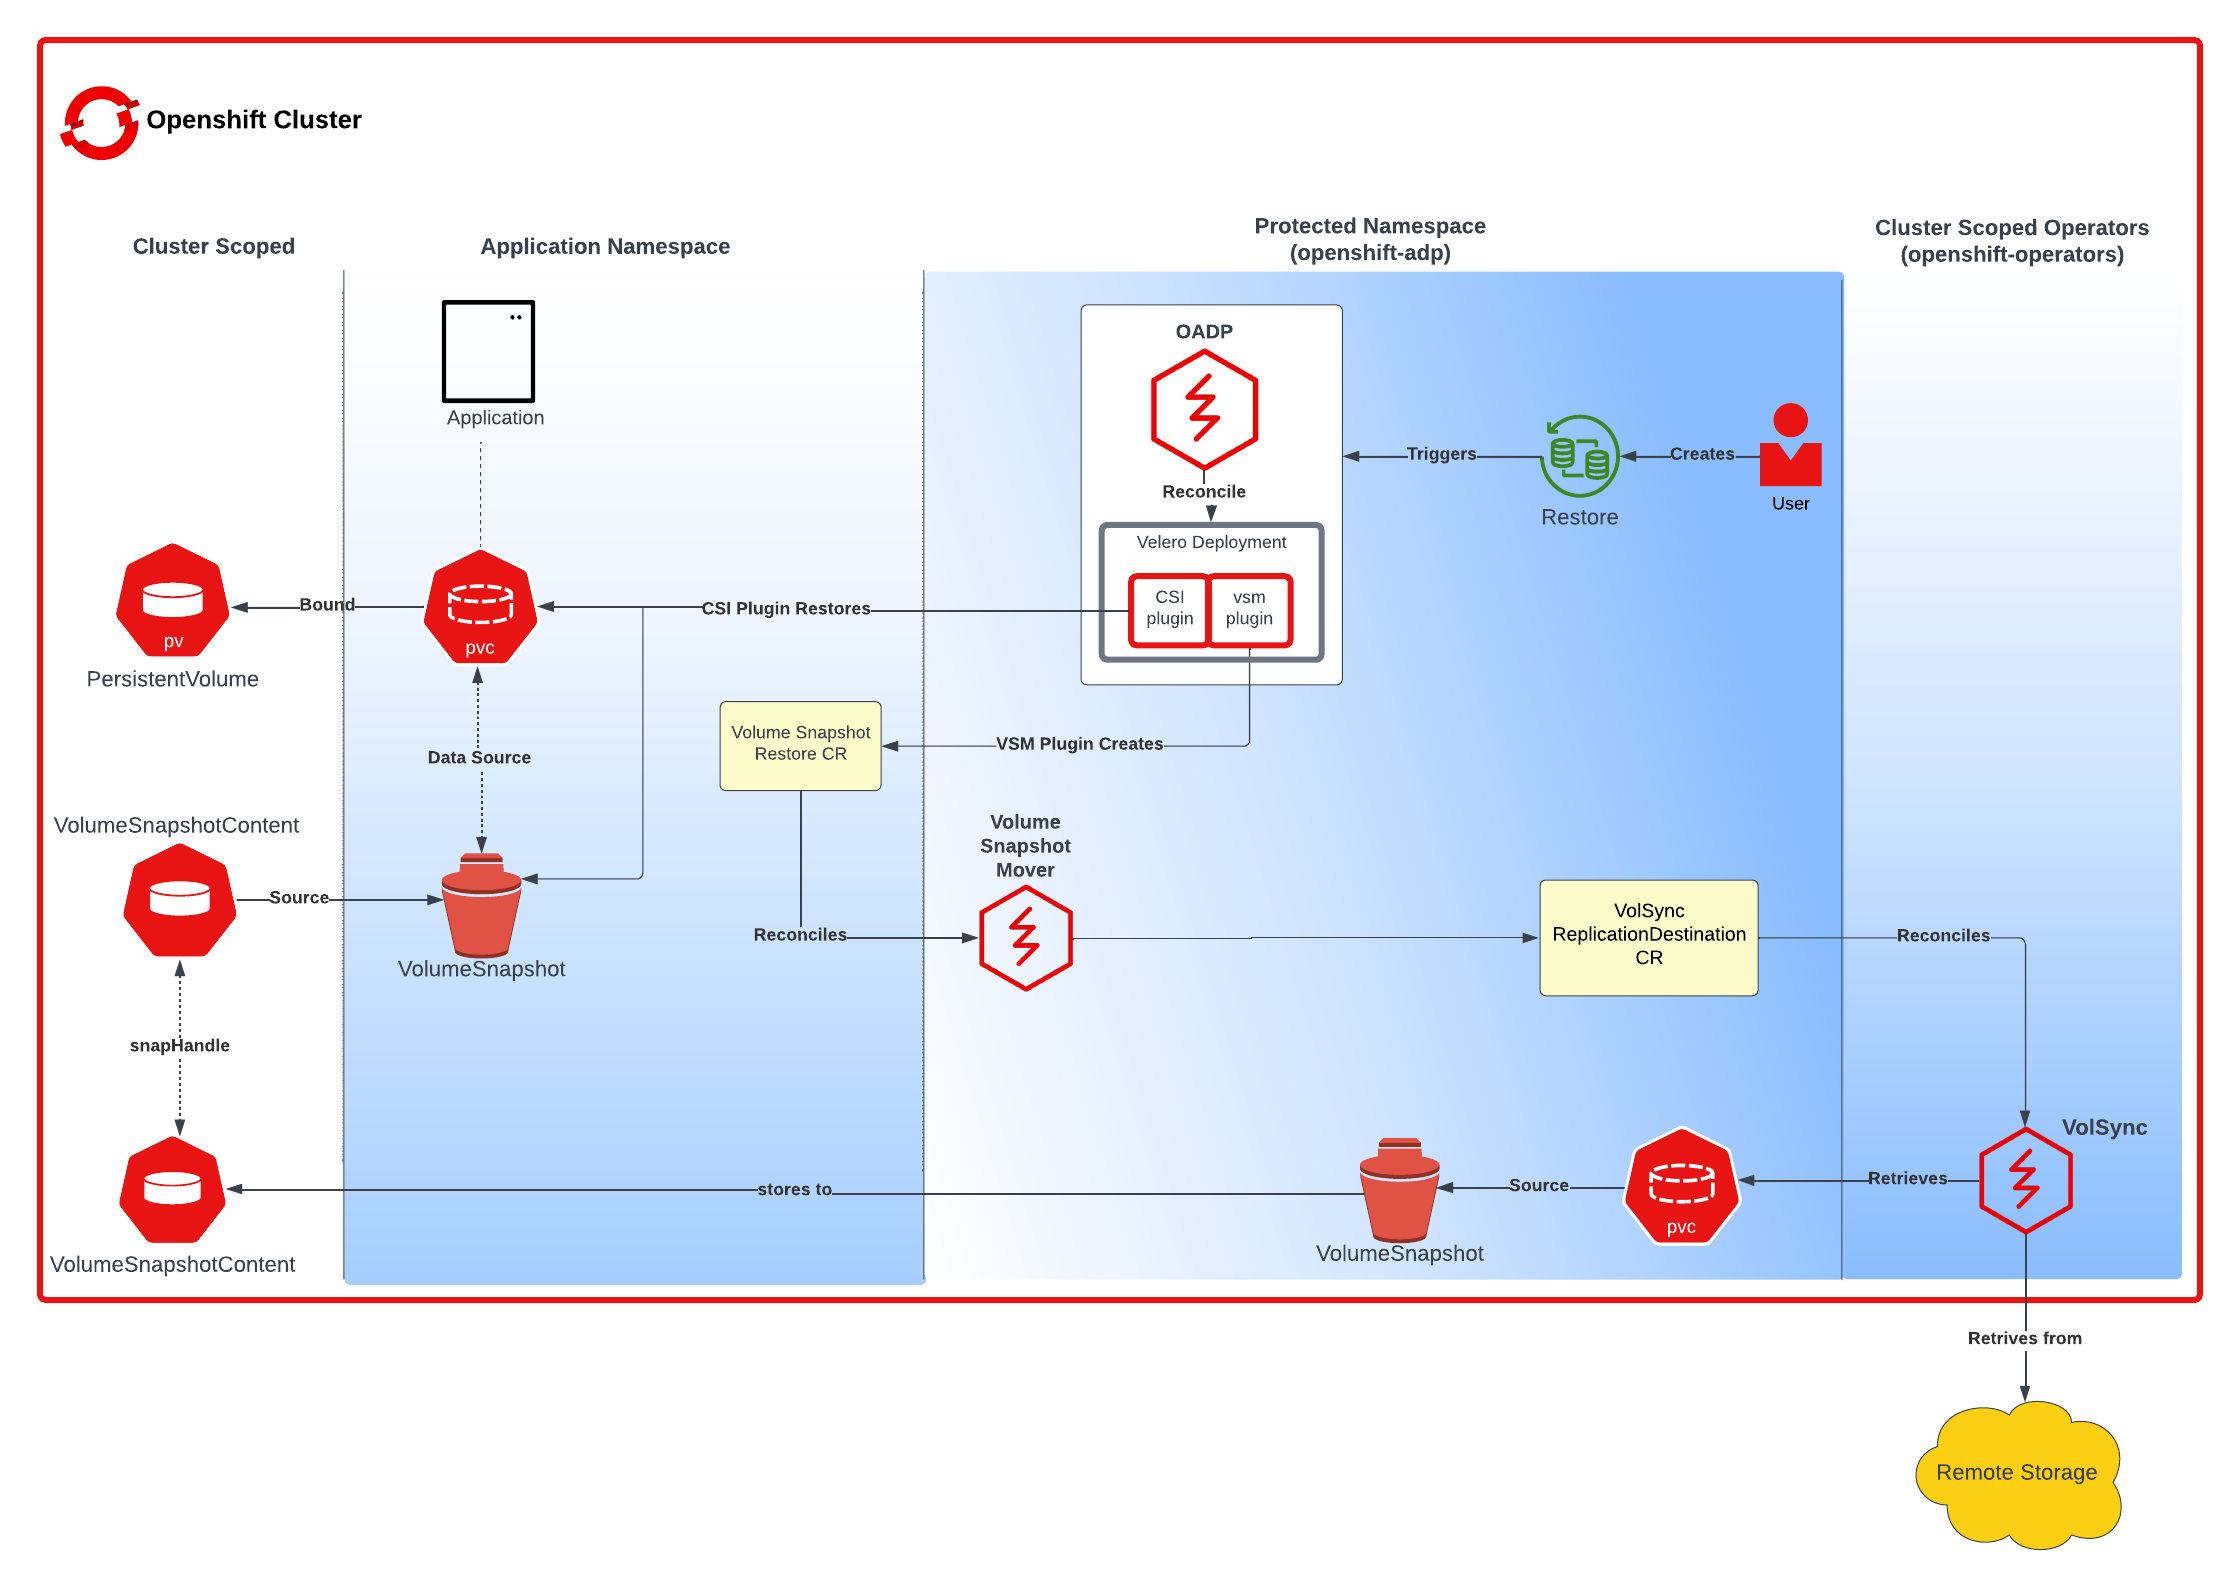 Openshift Cluster
Cluster Scoped
Application Namespace
Protected Namespace
(openshift-adp)
Cluster Scoped Operators
(openshift-operators)
Application
OADP
Reconcile
Velero Deployment
CSI
plugin
vsm
plugin
Triggers
Restore
Creates
User
pv
PersistentVolume
Bound
pvc
CSI Plugin Restores
Data Source
Volume Snapshot
Restore CR
VSM Plugin Creates
VolumeSnapshotContent
Source
VolumeSnapshot
Reconciles
Volume
Snapshot
Mover
VolSync
ReplicationDestination
CR
Reconciles
snapHandle
VolumeSnapshotContent
stores to
VolumeSnapshot
Source
pvc
Retrieves
VolSync
Retrives from
Remote Storage